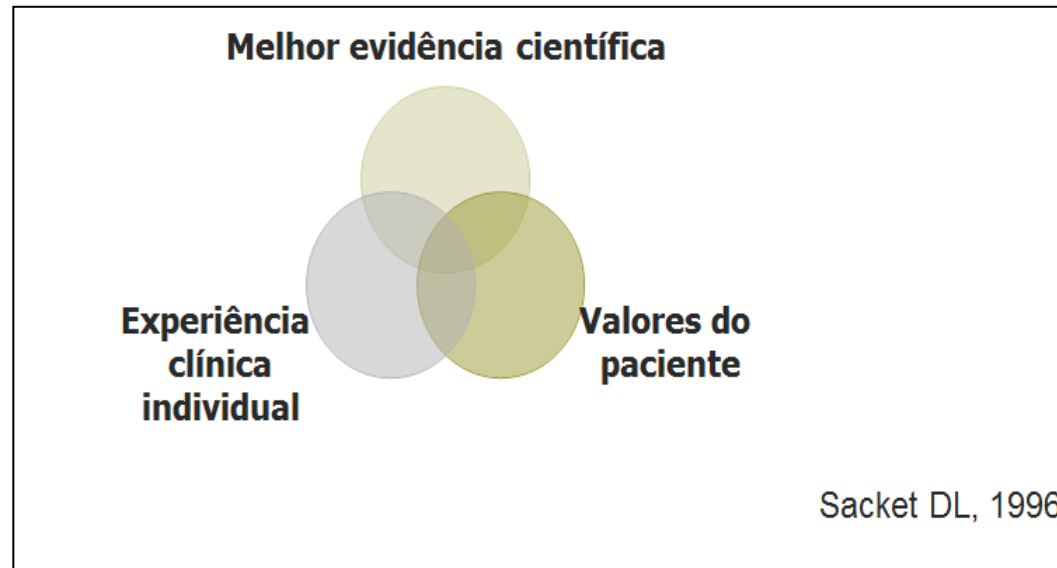 Melhor evidência científica
Experiência
clínica
individual
Valores do
paciente
Sacket DL, 1996